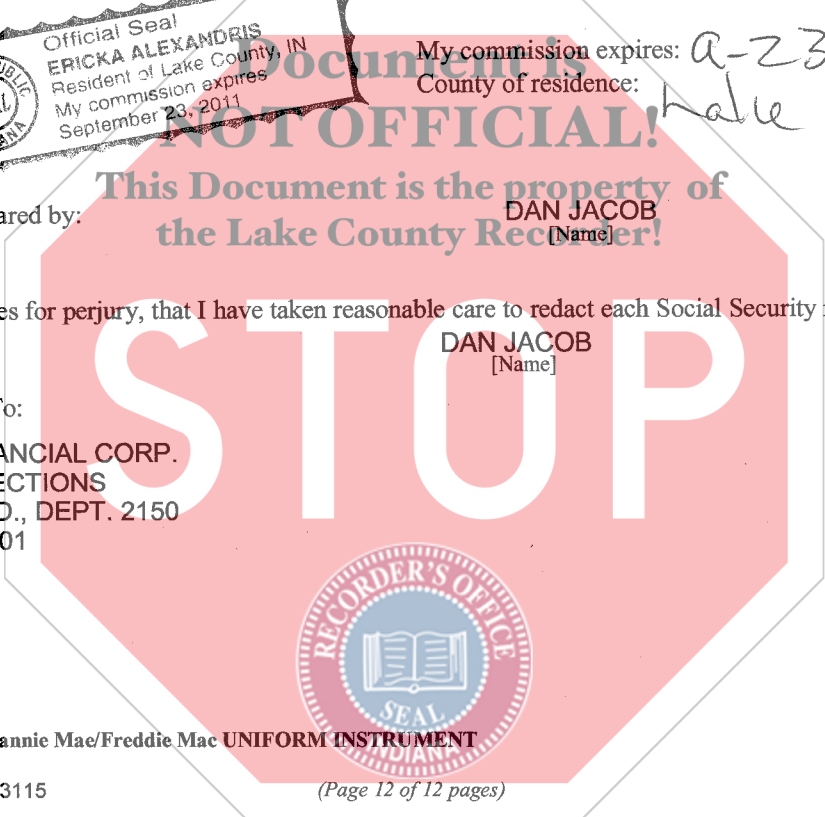 Official Seal
ERICKA ALEXANDRIS
Resident of Lake County, IN
My commission expires
September 23, 2011
My commission expires: 9-23
County of residence: Lake
Document is
NOT OFFICIAL!
This Document is the property of
the Lake County Recorder!
ared by:
DAN JACOB
[Name]
es for perjury, that I have taken reasonable care to redact each Social Security
DAN JACOB
[Name]
To:
ANCIAL CORP.
ECTIONS
D., DEPT. 2150
01
STOP
RECORDER'S OFFICE
SEAL
INDIANA
annie Mae/Freddie Mac UNIFORM INSTRUMENT
3115
(Page 12 of 12 pages)